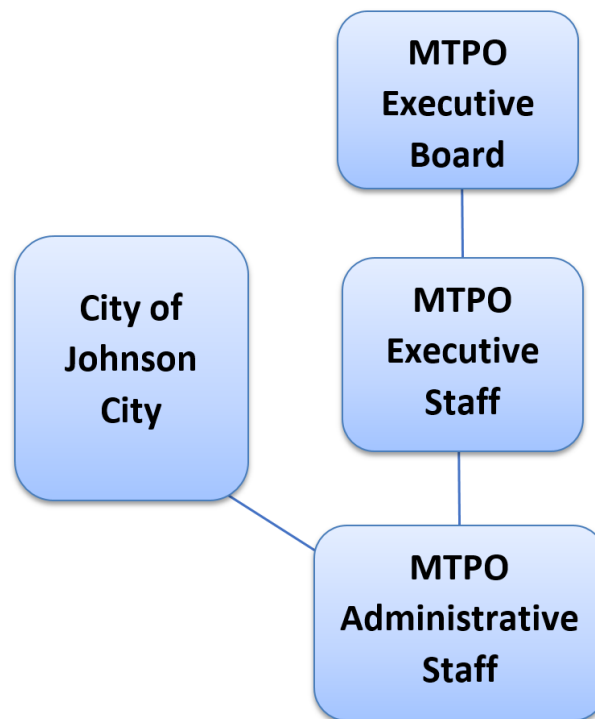 MTPO
Executive
Board
City of
Johnson
City
MTPO
Executive
Staff
MTPO
Administrative
Staff